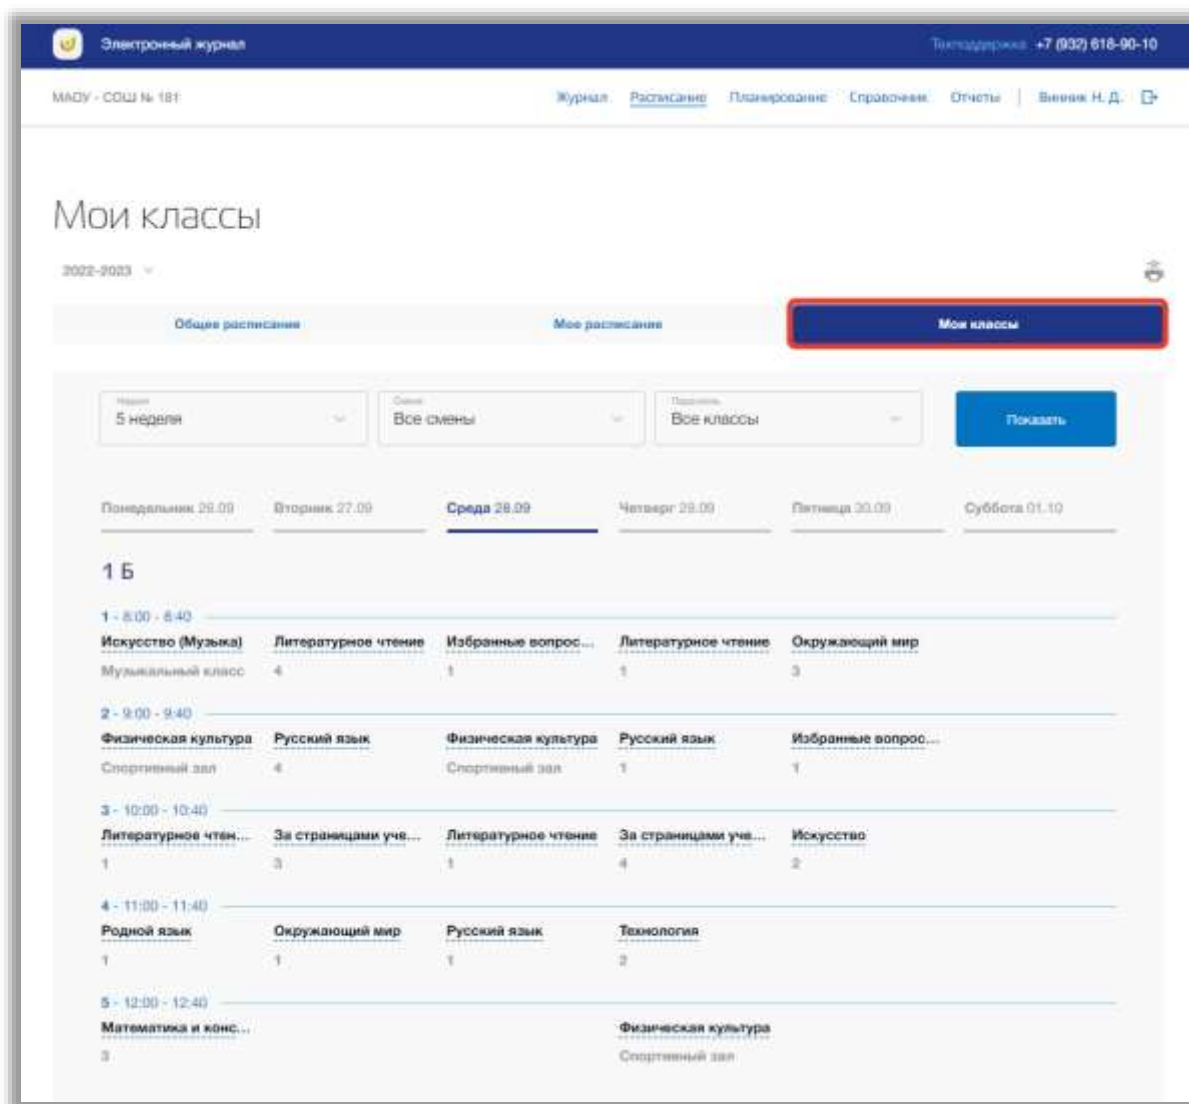 Электронный журнал
Техподдержка +7 (932) 618-90-10
МАОУ - СОШ № 181
Журнал Расписание Планирование Справочник Отчеты Винник Н. Д.
Мои классы
2022-2023
Общее расписание Мое расписание Мои классы
Неделя Смена Параллель
5 неделя Все смены Все классы Показать
Понедельник 26.09 Вторник 27.09 Среда 28.09 Четверг 29.09 Пятница 30.09 Суббота 01.10
1 Б
1 - 8:00 - 8:40
Искусство (Музыка) Литературное чтение Избранные вопрос... Литературное чтение Окружающий мир
Музыкальный класс 4 1 1 3
2 - 9:00 - 9:40
Физическая культура Русский язык Физическая культура Русский язык Избранные вопрос...
Спортивный зал 4 Спортивный зал 1 1
3 - 10:00 - 10:40
Литературное чтен... За страницами уче... Литературное чтение За страницами уче... Искусство
1 3 1 4 2
4 - 11:00 - 11:40
Родной язык Окружающий мир Русский язык Технология
1 1 1 2
5 - 12:00 - 12:40
Математика и конс... Физическая культура
3 Спортивный зал